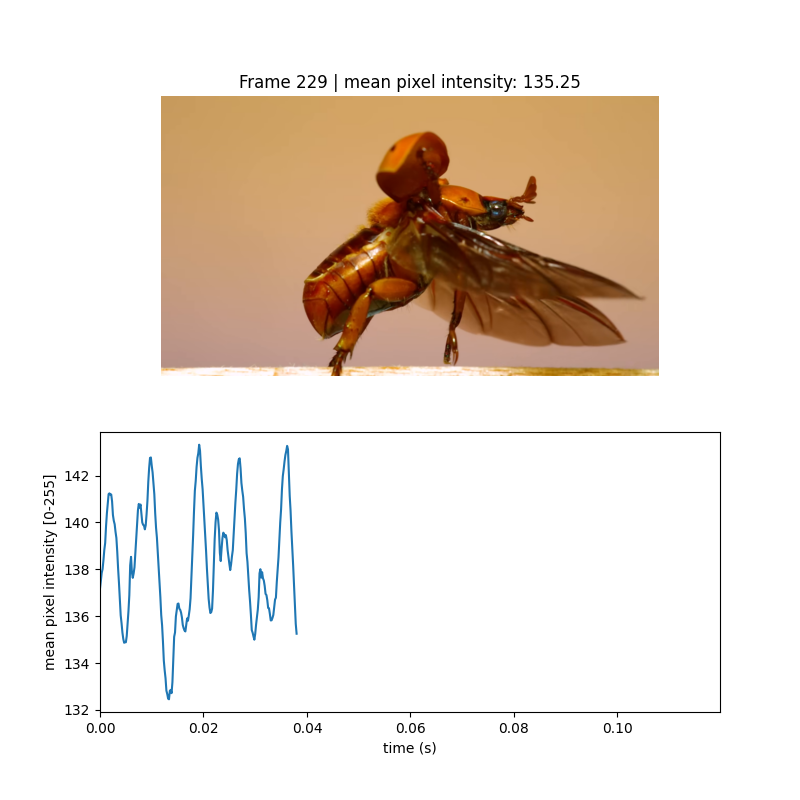 Frame 229 | mean pixel intensity: 135.25
mean pixel intensity [0-255]
142
140
138
136
134
132
0.00 0.02 0.04 0.06 0.08 0.10
time (s)